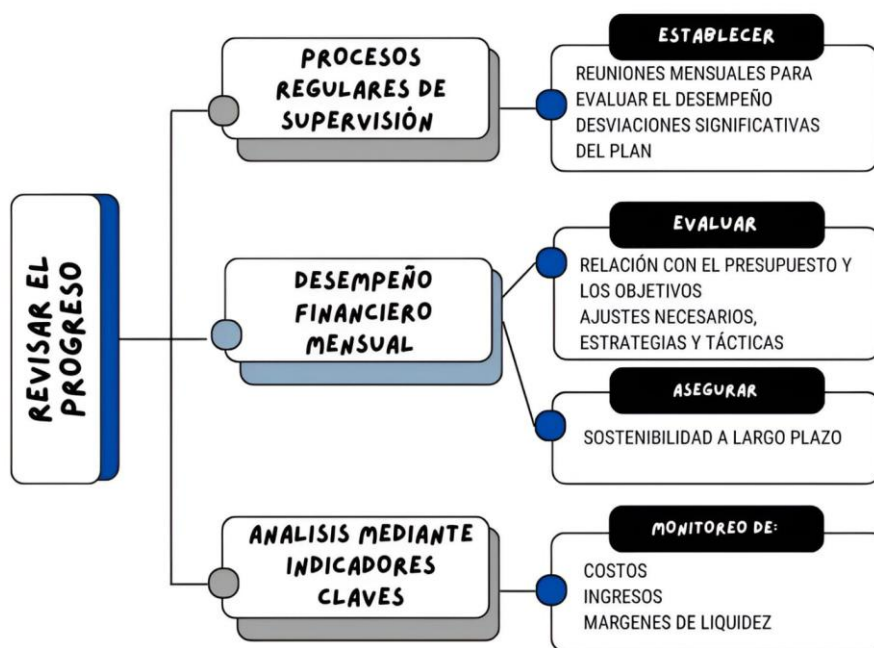 REVISAR EL
PROGRESO
PROCESOS
REGULARES DE
SUPERVISIÓN
ESTABLECER
REUNIONES MENSUALES PARA
EVALUAR EL DESEMPEÑO
DESVIACIONES SIGNIFICATIVAS
DEL PLAN
DESEMPEÑO
FINANCIERO
MENSUAL
EVALUAR
RELACIÓN CON EL PRESUPUESTO Y
LOS OBJETIVOS
AJUSTES NECESARIOS,
ESTRATEGIAS Y TÁCTICAS
ASEGURAR
SOSTENIBILIDAD A LARGO PLAZO
ANALISIS MEDIANTE
INDICADORES
CLAVES
MONITOREO DE:
COSTOS
INGRESOS
MARGENES DE LIQUIDEZ